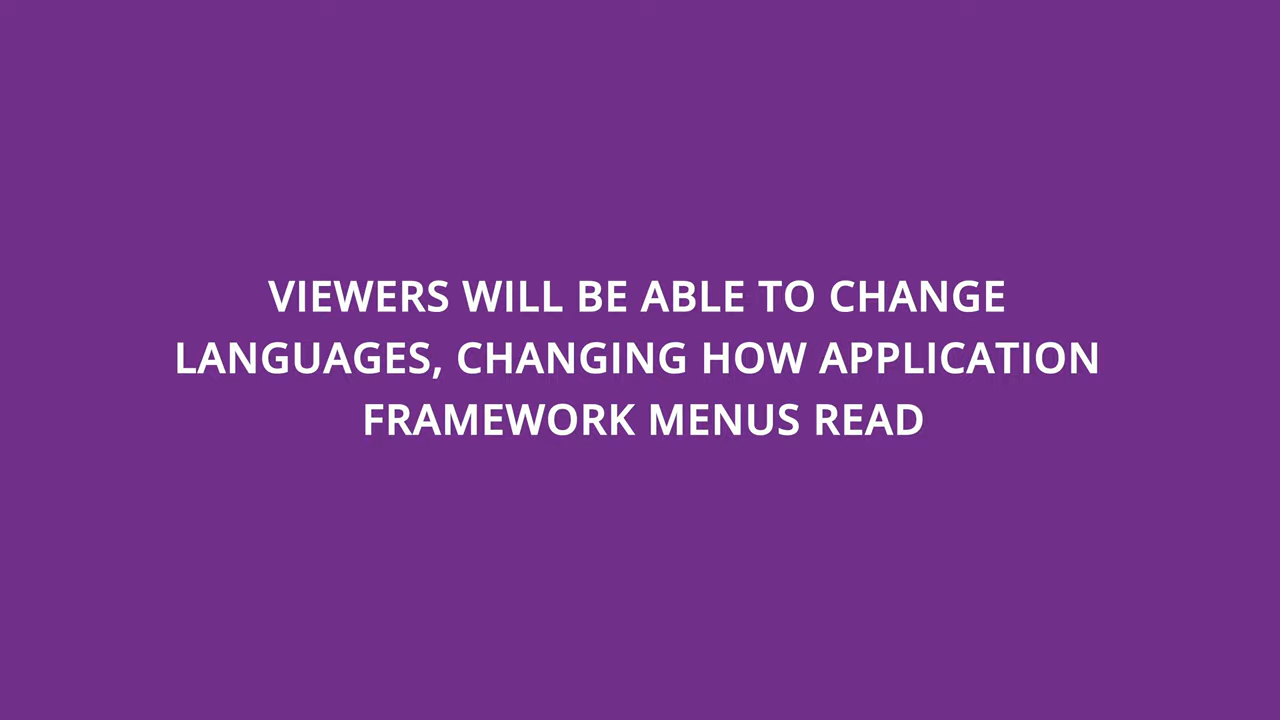 VIEWERS WILL BE ABLE TO CHANGE
LANGUAGES, CHANGING HOW APPLICATION
FRAMEWORK MENUS READ